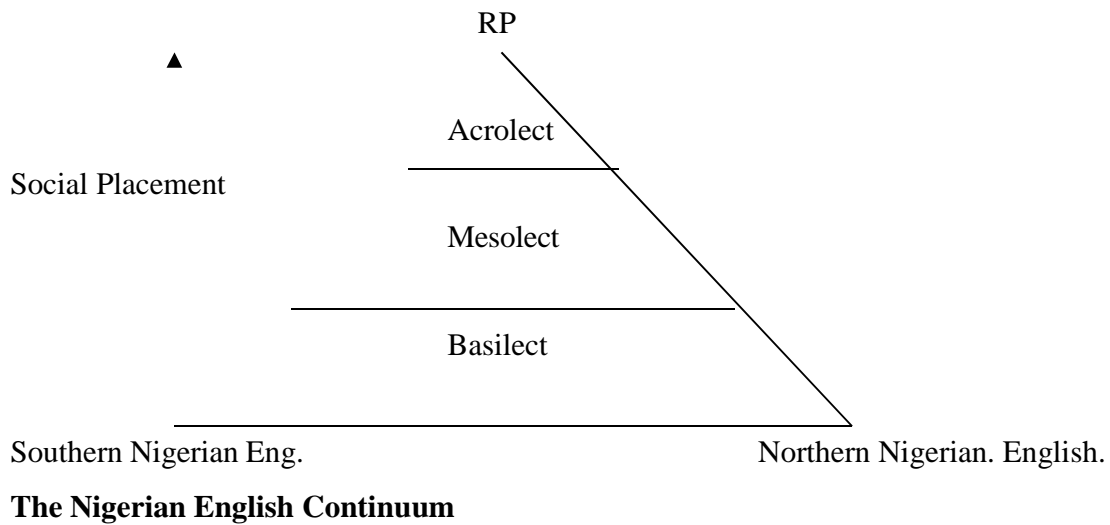 RP
Acrolect
Social Placement
Mesolect
Basilect
Southern Nigerian Eng.
Northern Nigerian. English.
The Nigerian English Continuum